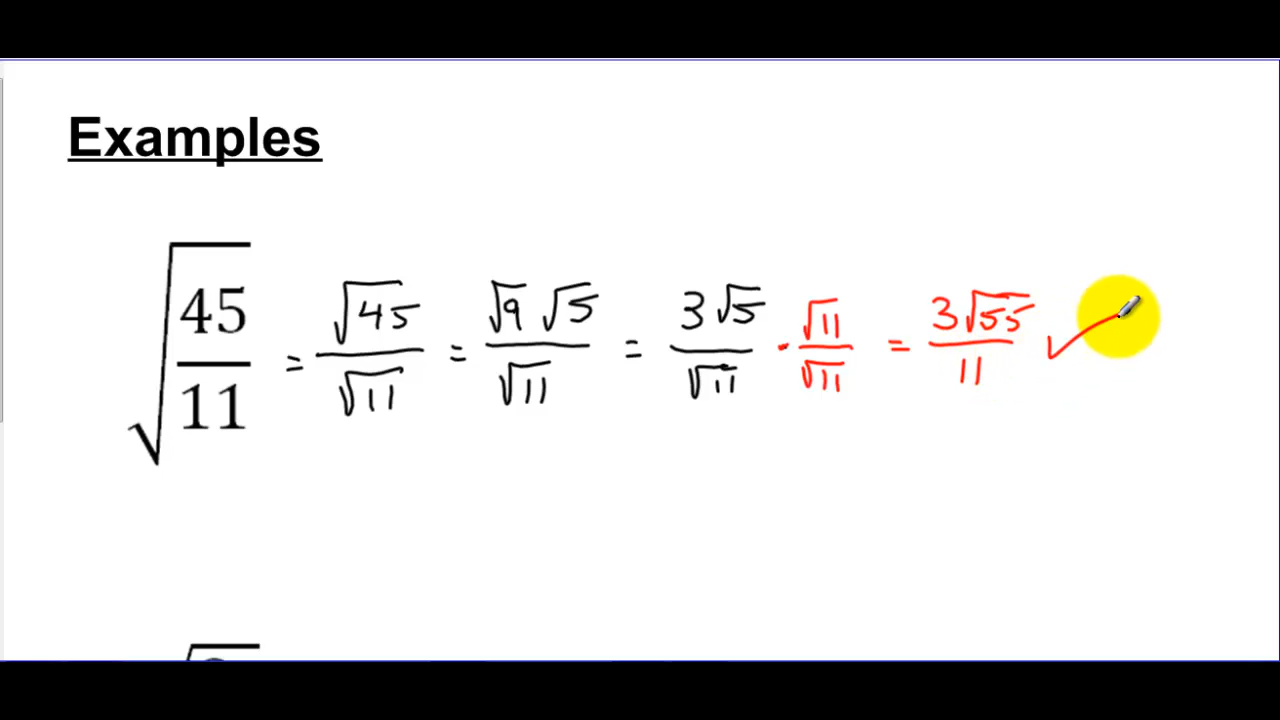 Examples
√(45/11) = √45/√11 = √9 √5/√11 = 3√5/√11 · √11/√11 = 3√55/11 ✓